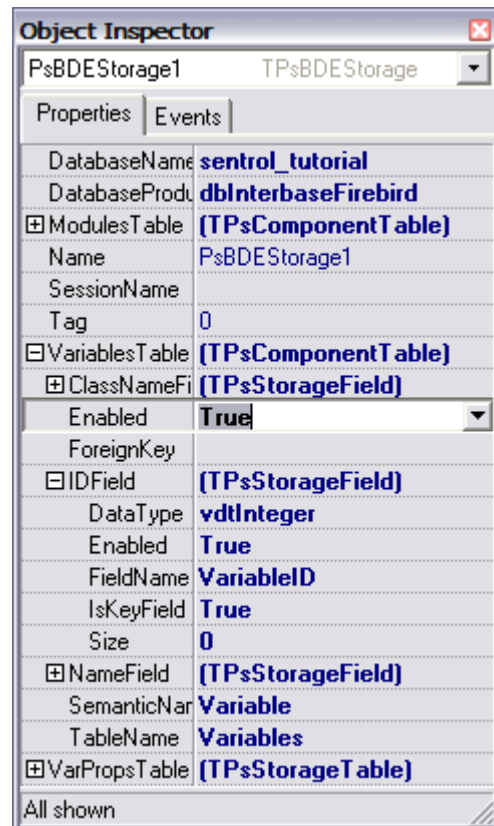 Object Inspector
PsBDEStorage1 TPsBDEStorage
Properties Events
DatabaseName sentrol_tutorial
DatabaseProdu dbInterbaseFirebird
ModulesTable (TPsComponentTable)
Name PsBDEStorage1
SessionName
Tag 0
VariablesTable (TPsComponentTable)
ClassNameFi (TPsStorageField)
Enabled True
ForeignKey
IDField (TPsStorageField)
DataType vdtInteger
Enabled True
FieldName VariableID
IsKeyField True
Size 0
NameField (TPsStorageField)
SemanticNar Variable
TableName Variables
VarPropsTable (TPsStorageTable)
All shown